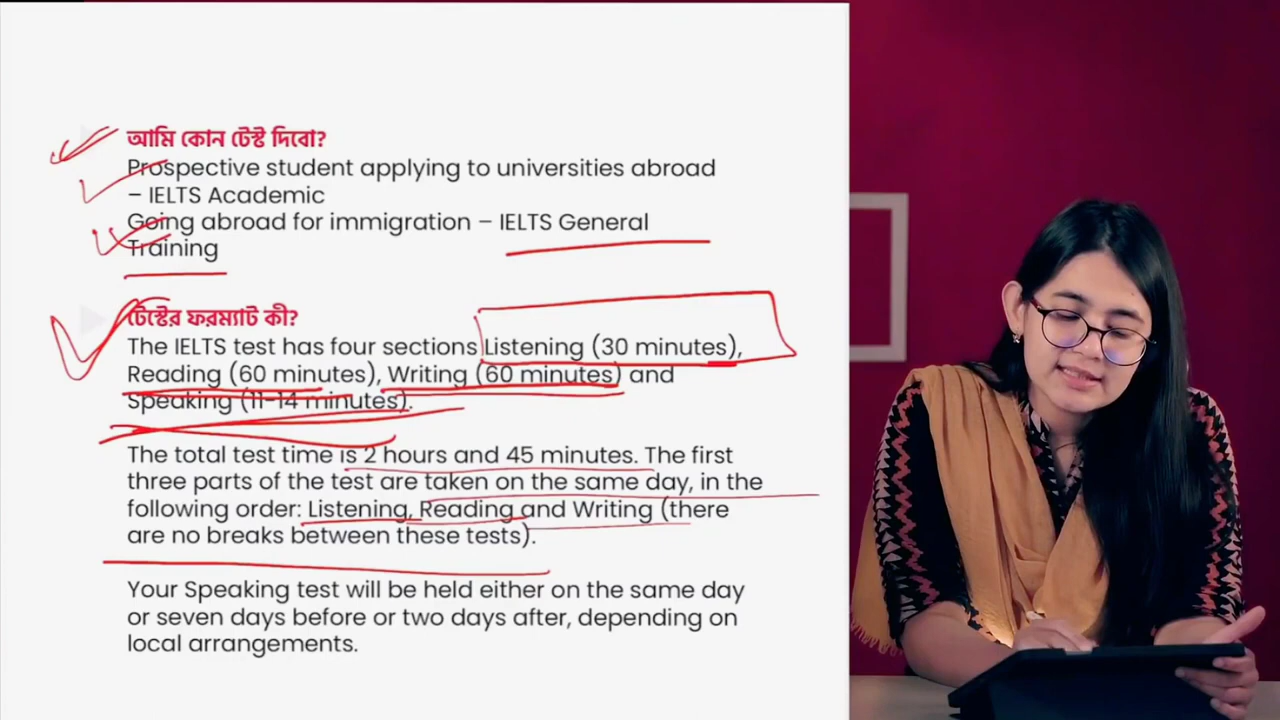 আমি কোন টেস্ট দিবো?
Prospective student applying to universities abroad
– IELTS Academic
Going abroad for immigration – IELTS General
Training
টেস্টের ফরম্যাট কী?
The IELTS test has four sections Listening (30 minutes),
Reading (60 minutes), Writing (60 minutes) and
Speaking (11-14 minutes).
The total test time is 2 hours and 45 minutes. The first
three parts of the test are taken on the same day, in the
following order: Listening, Reading and Writing (there
are no breaks between these tests).
Your Speaking test will be held either on the same day
or seven days before or two days after, depending on
local arrangements.